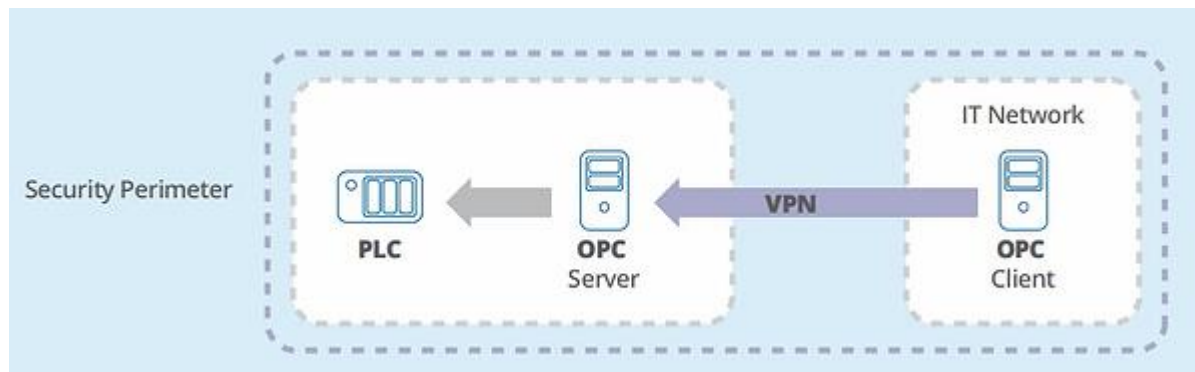 IT Network
Security Perimeter
VPN
PLC
OPC
Server
OPC
Client